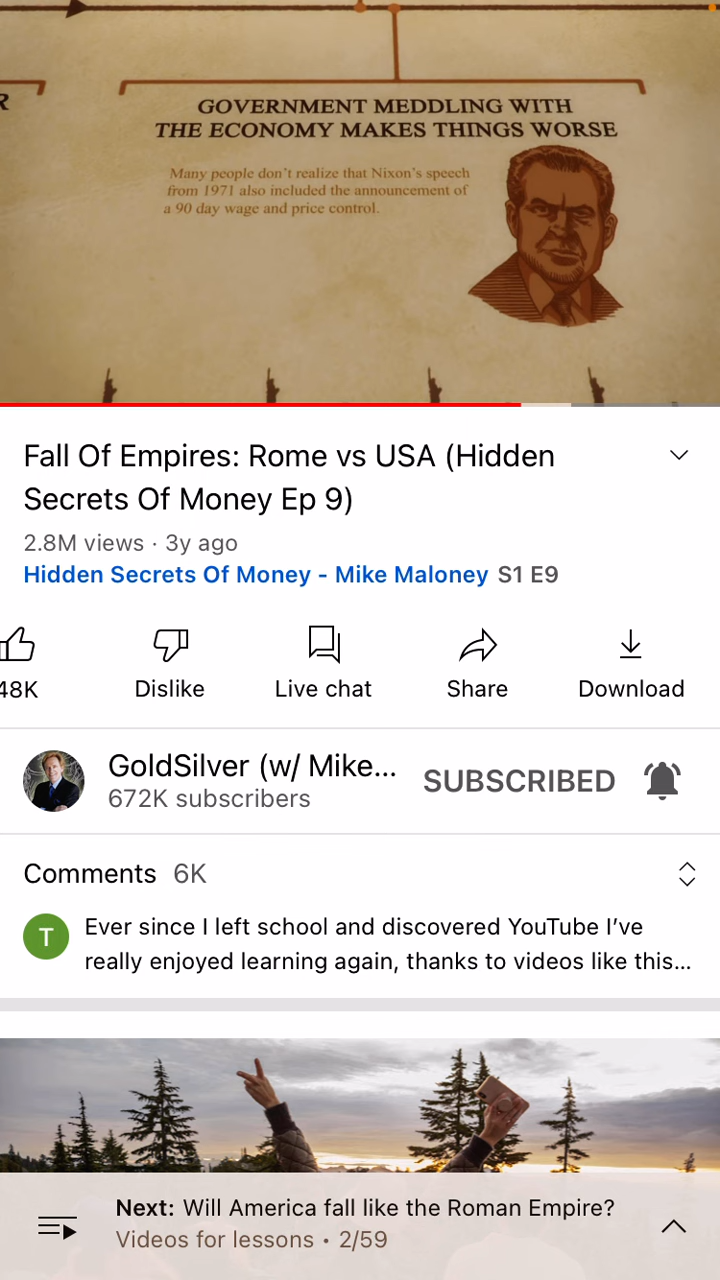 R
GOVERNMENT MEDDLING WITH
THE ECONOMY MAKES THINGS WORSE
Many people don't realize that Nixon's speech
from 1971 also included the announcement of
a 90 day wage and price control.
Fall Of Empires: Rome vs USA (Hidden
Secrets Of Money Ep 9)
2.8M views · 3y ago
Hidden Secrets Of Money - Mike Maloney S1 E9
48K Dislike Live chat Share Download
GoldSilver (w/ Mike...
672K subscribers
SUBSCRIBED
Comments 6K
T
Ever since I left school and discovered YouTube I've
really enjoyed learning again, thanks to videos like this...
Next: Will America fall like the Roman Empire?
Videos for lessons • 2/59